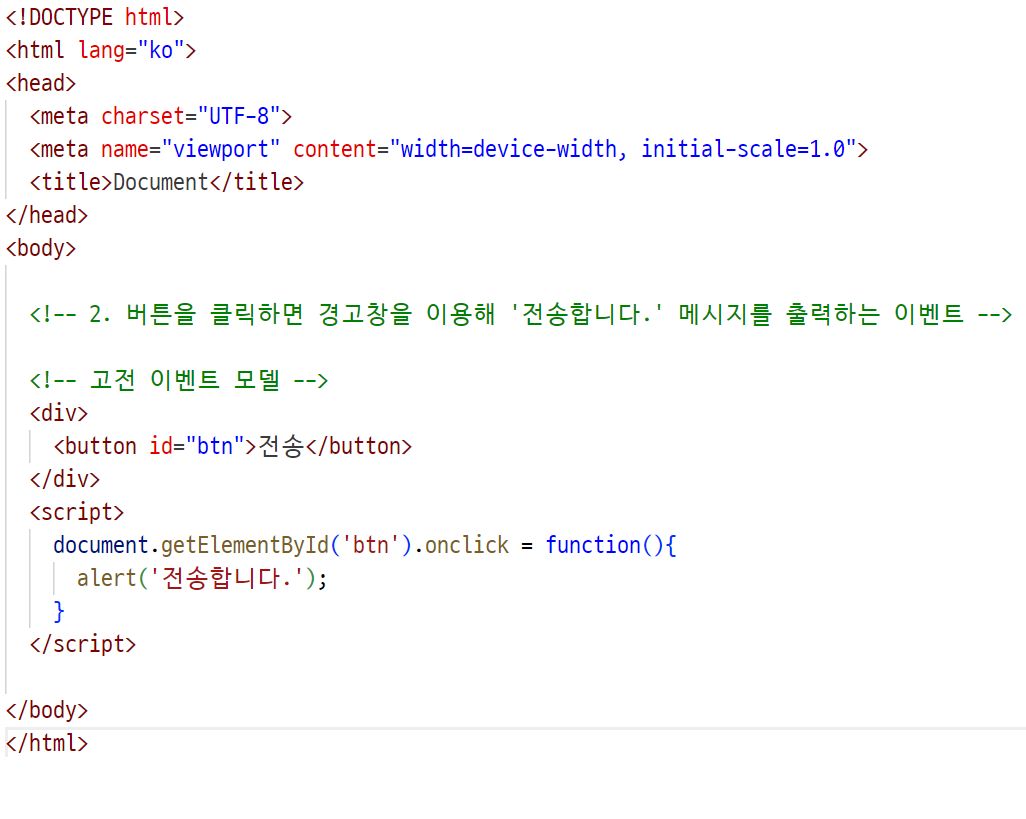 <!DOCTYPE html>
<html lang="ko">
<head>
  <meta charset="UTF-8">
  <meta name="viewport" content="width=device-width, initial-scale=1.0">
  <title>Document</title>
</head>
<body>
  <!-- 2. 버튼을 클릭하면 경고창을 이용해 '전송합니다.' 메시지를 출력하는 이벤트 -->
  <!-- 고전 이벤트 모델 -->
  <div>
    <button id="btn">전송</button>
  </div>
  <script>
    document.getElementById('btn').onclick = function(){
      alert('전송합니다.');
    }
  </script>
</body>
</html>